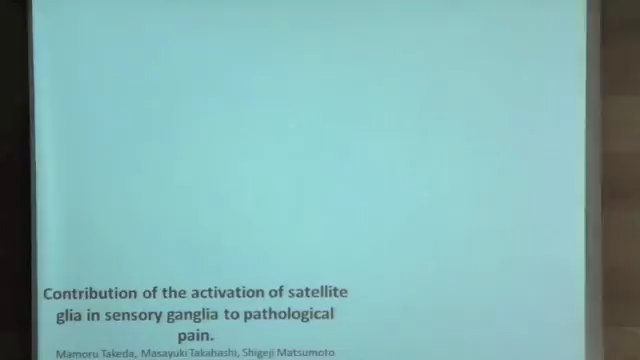 Contribution of the activation of satellite
glia in sensory ganglia to pathological
pain.
Mamoru Takeda, Masayuki Takahashi, Shigeji Matsumoto